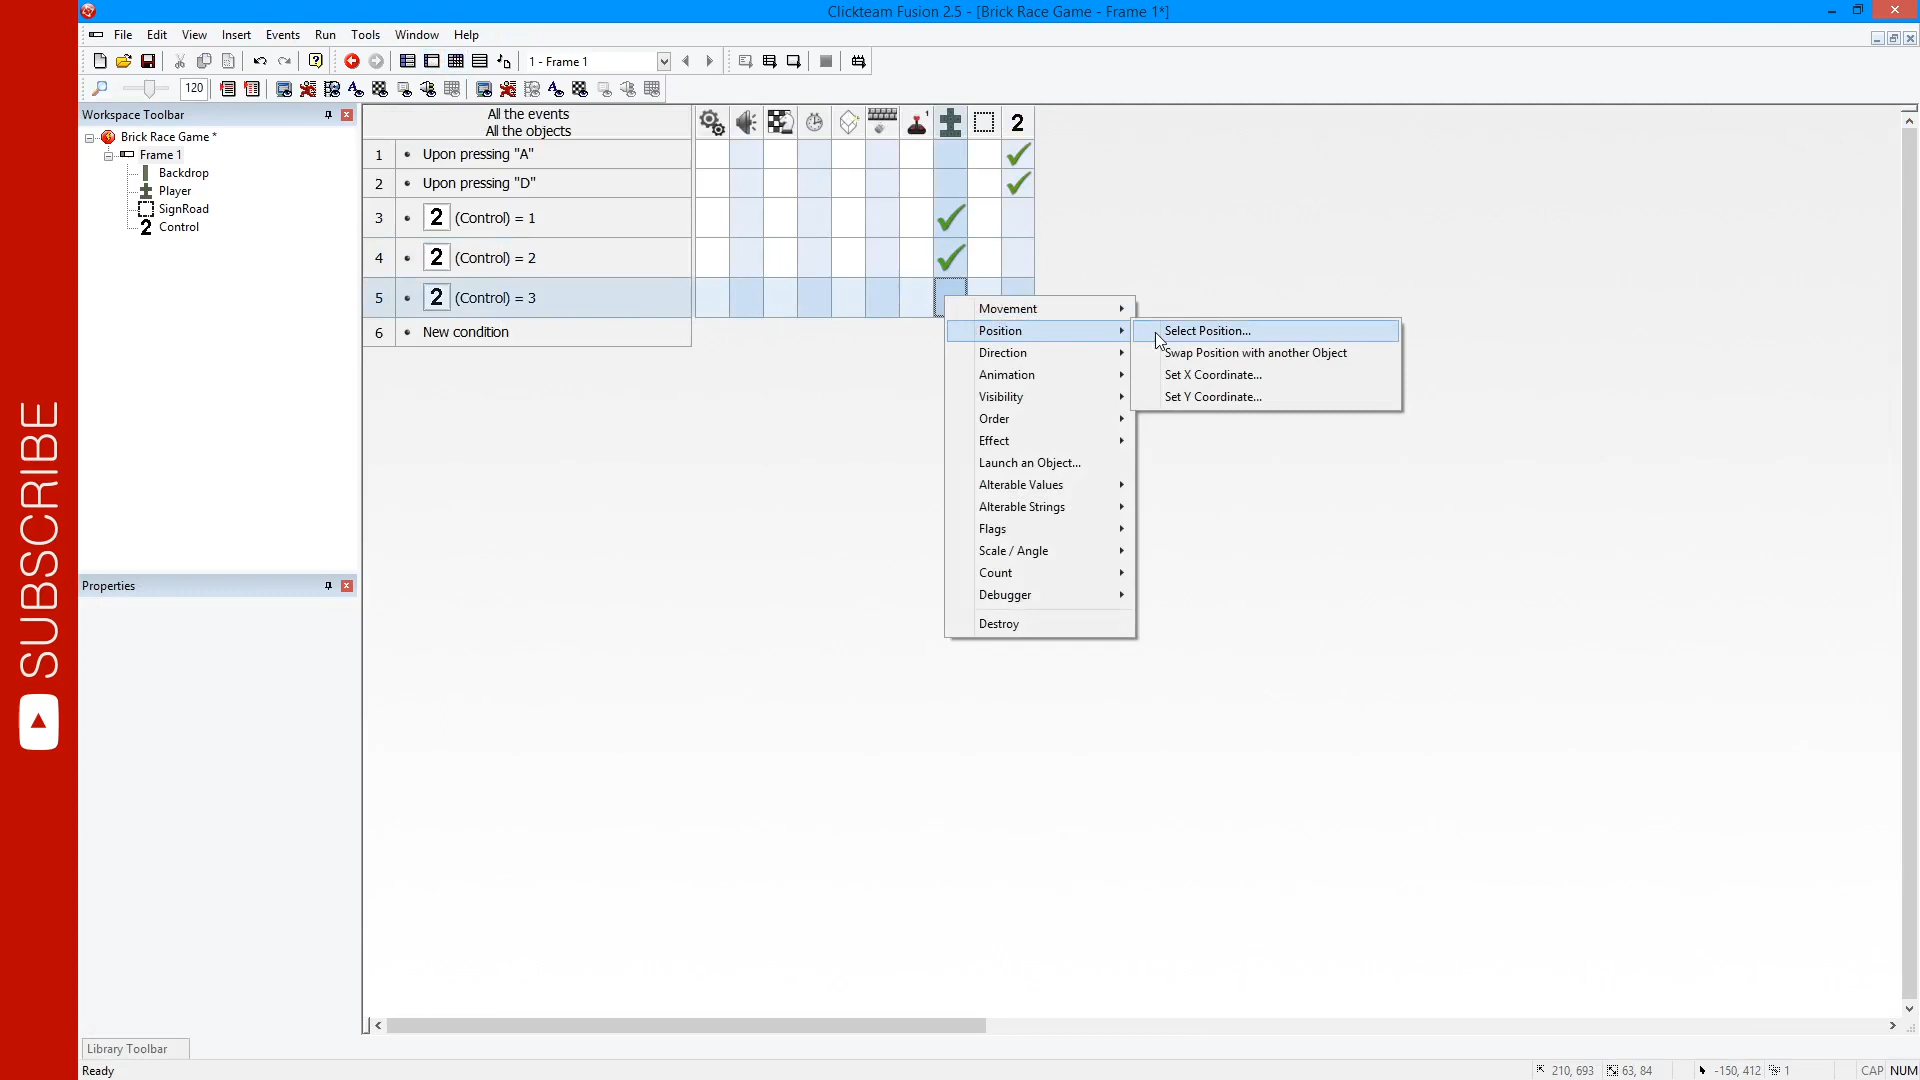 SUBSCRIBE
Clickteam Fusion 2.5 - [Brick Race Game - Frame 1*]
File Edit View Insert Events Run Tools Window Help
1 - Frame 1
120
Workspace Toolbar
Brick Race Game *
Frame 1
Backdrop
Player
SignRoad
2 Control
Properties
All the events
All the objects
1
2
1 • Upon pressing "A"
2 • Upon pressing "D"
3 • 2 (Control) = 1
4 • 2 (Control) = 2
5 • 2 (Control) = 3
6 • New condition
Movement
Position
Direction
Animation
Visibility
Order
Effect
Launch an Object...
Alterable Values
Alterable Strings
Flags
Scale / Angle
Count
Debugger
Destroy
Select Position...
Swap Position with another Object
Set X Coordinate...
Set Y Coordinate...
Library Toolbar
Ready
210, 693 63, 84 -150, 412 1 CAP NUM